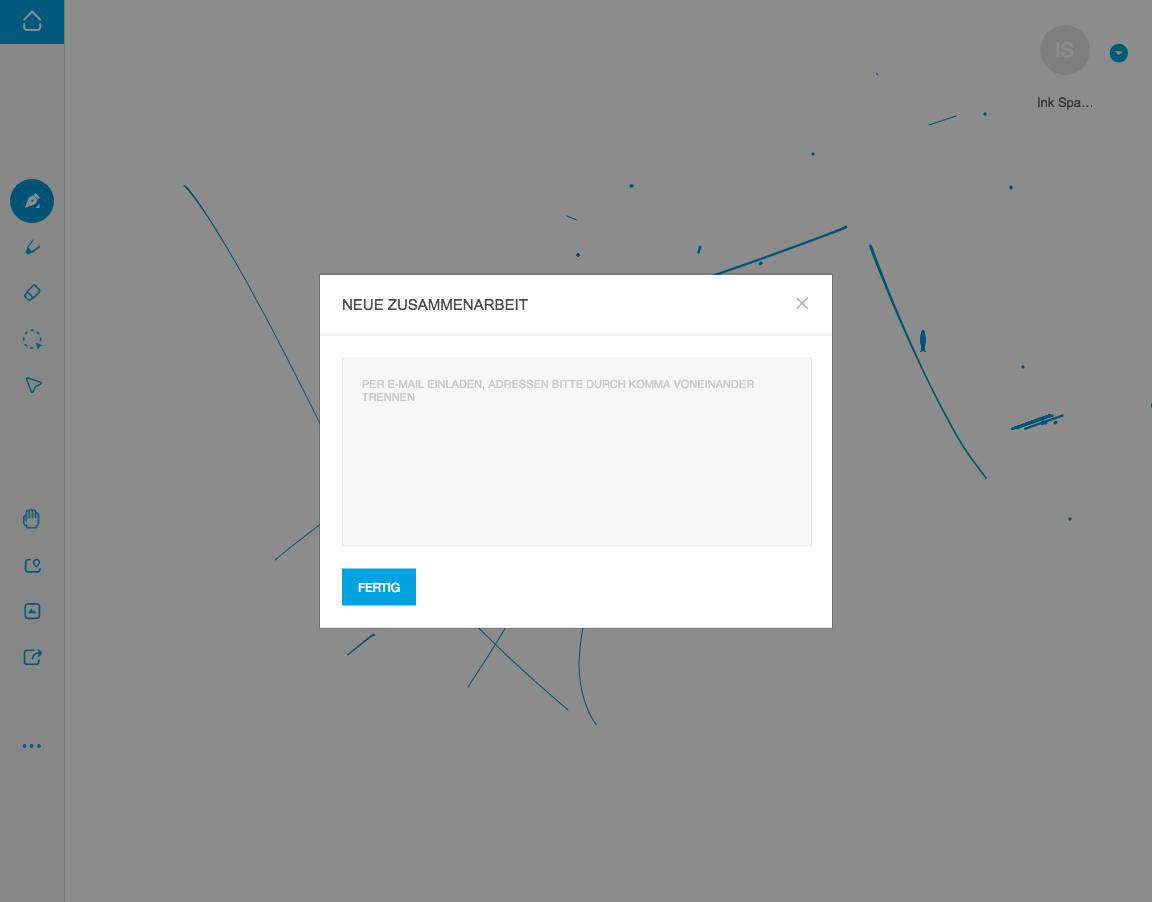 IS
Ink Spa...
NEUE ZUSAMMENARBEIT
PER E-MAIL EINLADEN, ADRESSEN BITTE DURCH KOMMA VONEINANDER
TRENNEN
FERTIG